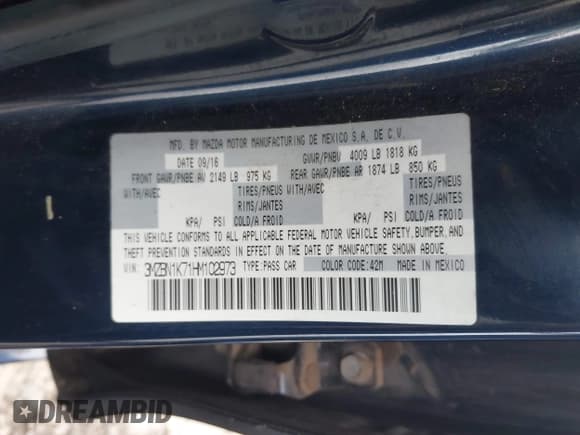 MFD. BY MAZDA MOTOR MANUFACTURING DE MEXICO S.A. DE C.V.
DATE 09/16 GVWR/PNBV 4009 LB 1818 KG
FRONT GAWR/PNBE AV 2149 LB 975 KG REAR GAWR/PNBE AR 1874 LB 850 KG
WITH/AVEC TIRES/PNEUS WITH/AVEC TIRES/PNEUS
RIMS/JANTES RIMS/JANTES
KPA/ PSI COLD/A FROID KPA/ PSI COLD/A FROID
THIS VEHICLE CONFORMS TO ALL APPLICABLE FEDERAL MOTOR VEHICLE SAFETY, BUMPER, AND
THEFT PREVENTION STANDARDS IN EFFECT ON THE DATE OF MANUFACTURE SHOWN ABOVE.
VIN: 3MZBN1K71HM102973 TYPE: PASS CAR COLOR CODE: 42M MADE IN MEXICO
DREAMBID